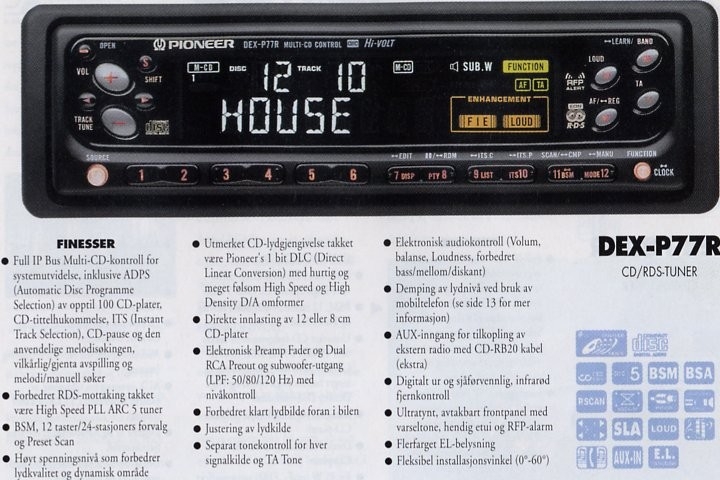 OPEN
PIONEER DEX-P77R MULTI-CD CONTROL Hi-VOLT
LEARN/ BAND
VOL
SHIFT
M-CD DISC 12 TRACK 10 M-CD
1
SUB.W FUNCTION
AF TA
LOUD
RFP
ALERT
TA
ENHANCEMENT
FIE LOUD
AF/ REG
R·D·S
TRACK
TUNE
HOUSE
SOURCE
EDIT RDM ITS.C ITS.P SCAN/ CMP MANU FUNCTION
1 2 3 4 5 6 7 DISP PTY 8 9 LIST ITS10 11 BSM MODE 12
CLOCK
FINESSER
● Full IP Bus Multi-CD-kontroll for
systemutvidelse, inklusive ADPS
(Automatic Disc Programme
Selection) av opptil 100 CD-plater,
CD-tittelhukommelse, ITS (Instant
Track Selection), CD-pause og den
anvendelige melodisøkingen,
vilkårlig/gjenta avspilling og
melodi/manuell søker
● Forbedret RDS-mottaking takket
være High Speed PLL ARC 5 tuner
● BSM, 12 taster/24-stasjoners forvalg
og Preset Scan
● Høyt spenningsnivå som forbedrer
lydkvalitet og dynamisk område
● Utmerket CD-lydgjengivelse takket
være Pioneer's 1 bit DLC (Direct
Linear Conversion) med hurtig og
meget følsom High Speed og High
Density D/A omformer
● Direkte innlasting av 12 eller 8 cm
CD-plater
● Elektronisk Preamp Fader og Dual
RCA Preout og subwoofer-utgang
(LPF: 50/80/120 Hz) med
nivåkontroll
● Forbedret klart lydbilde foran i bilen
● Justering av lydkilde
● Separat tonekontroll for hver
signalkilde og TA Tone
● Elektronisk audiokontroll (Volum,
balanse, Loudness, forbedret
bass/mellom/diskant)
● Demping av lydnivå ved bruk av
mobiltelefon (se side 13 for mer
informasjon)
● AUX-inngang for tilkopling av
ekstern radio med CD-RB20 kabel
(ekstra)
● Digitalt ur og sjåførvennlig, infrarød
fjernkontroll
● Ultratynt, avtakbart frontpanel med
varseltone, hendig etui og RFP-alarm
● Flerfarget EL-belysning
● Fleksibel installasjonsvinkel (0°-60°)
DEX-P77R
CD/RDS-TUNER
5 BSM BSA
RSCAN
SLA LOUD
AUX-IN E.L.